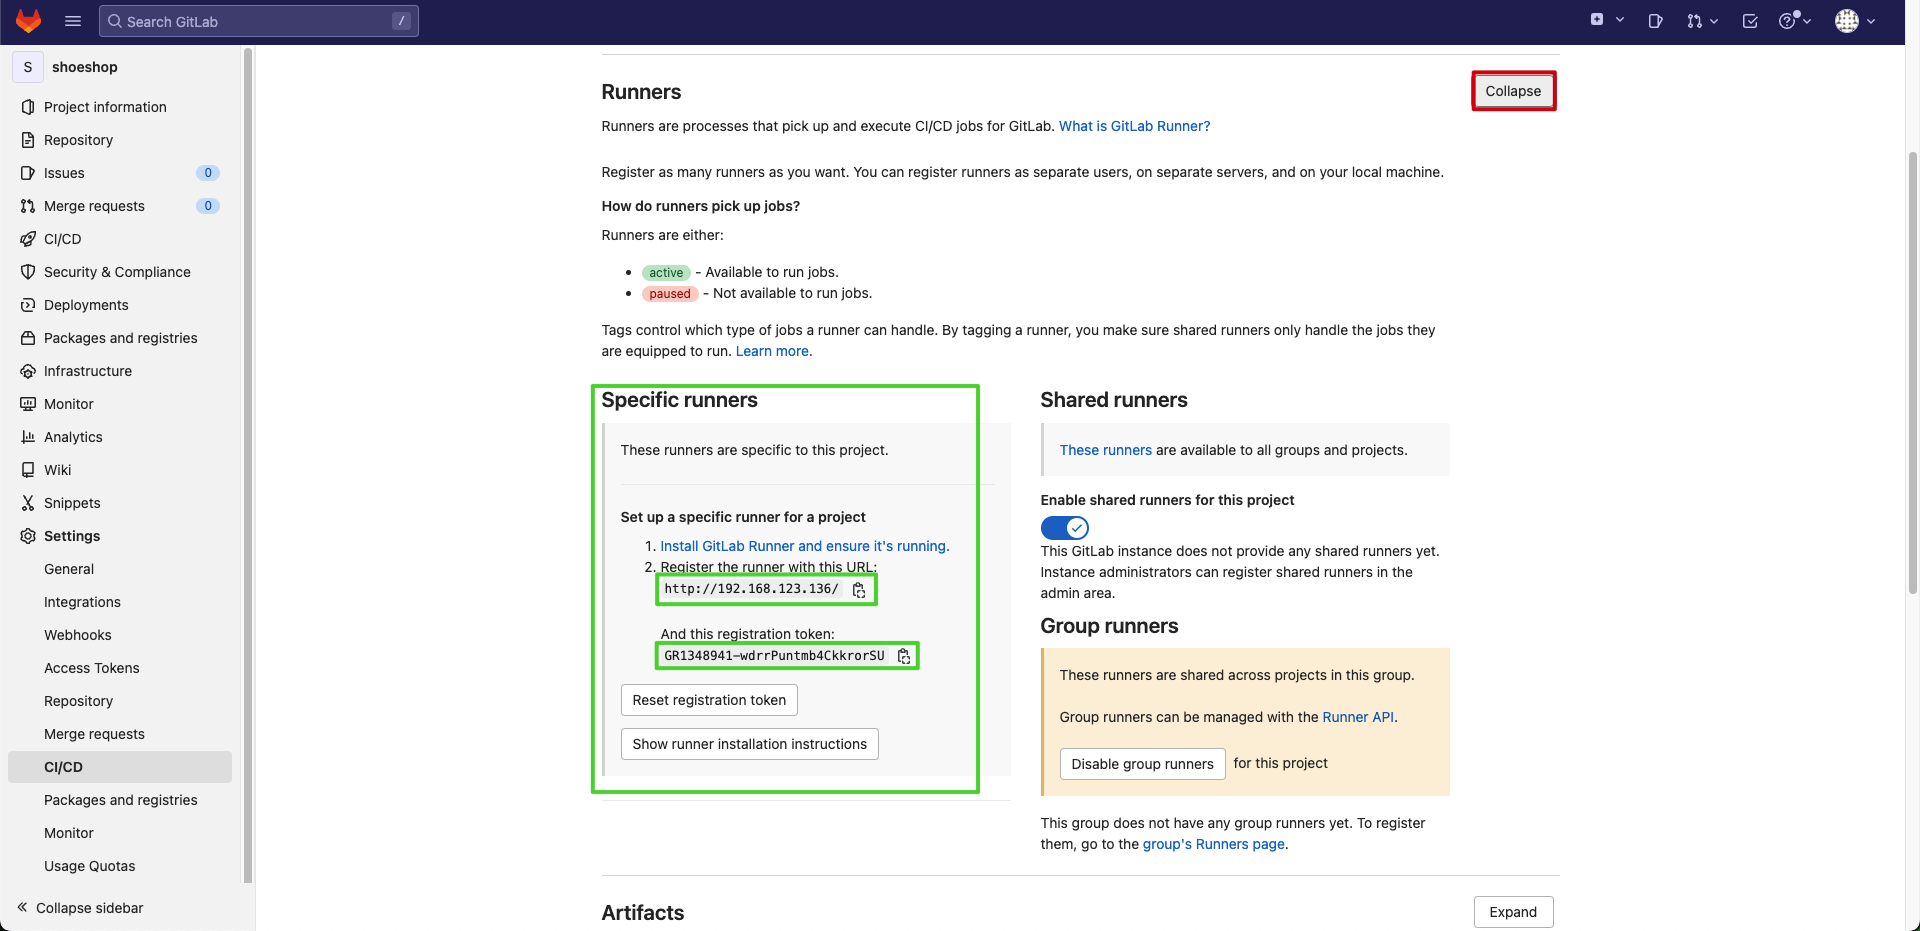 Search GitLab /
S shoeshop
Project information
Repository
Issues 0
Merge requests 0
CI/CD
Security & Compliance
Deployments
Packages and registries
Infrastructure
Monitor
Analytics
Wiki
Snippets
Settings
General
Integrations
Webhooks
Access Tokens
Repository
Merge requests
CI/CD
Packages and registries
Monitor
Usage Quotas
Collapse sidebar
Runners
Collapse
Runners are processes that pick up and execute CI/CD jobs for GitLab. What is GitLab Runner?
Register as many runners as you want. You can register runners as separate users, on separate servers, and on your local machine.
How do runners pick up jobs?
Runners are either:
active - Available to run jobs.
paused - Not available to run jobs.
Tags control which type of jobs a runner can handle. By tagging a runner, you make sure shared runners only handle the jobs they
are equipped to run. Learn more.
Specific runners
These runners are specific to this project.
Set up a specific runner for a project
1. Install GitLab Runner and ensure it's running.
2. Register the runner with this URL:
http://192.168.123.136/
And this registration token:
GR1348941-wdrrPuntmb4CkkrorSU
Reset registration token
Show runner installation instructions
Shared runners
These runners are available to all groups and projects.
Enable shared runners for this project
This GitLab instance does not provide any shared runners yet.
Instance administrators can register shared runners in the
admin area.
Group runners
These runners are shared across projects in this group.
Group runners can be managed with the Runner API.
Disable group runners for this project
This group does not have any group runners yet. To register
them, go to the group's Runners page.
Artifacts
Expand